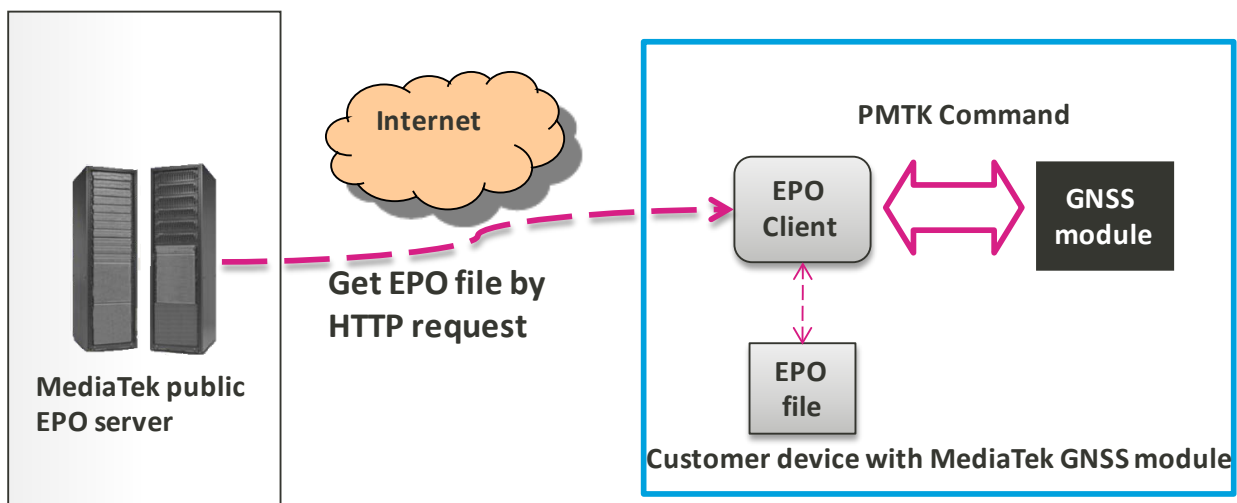 MediaTek public
EPO server
Internet
Get EPO file by
HTTP request
PMTK Command
EPO
Client
GNSS
module
EPO
file
Customer device with MediaTek GNSS module